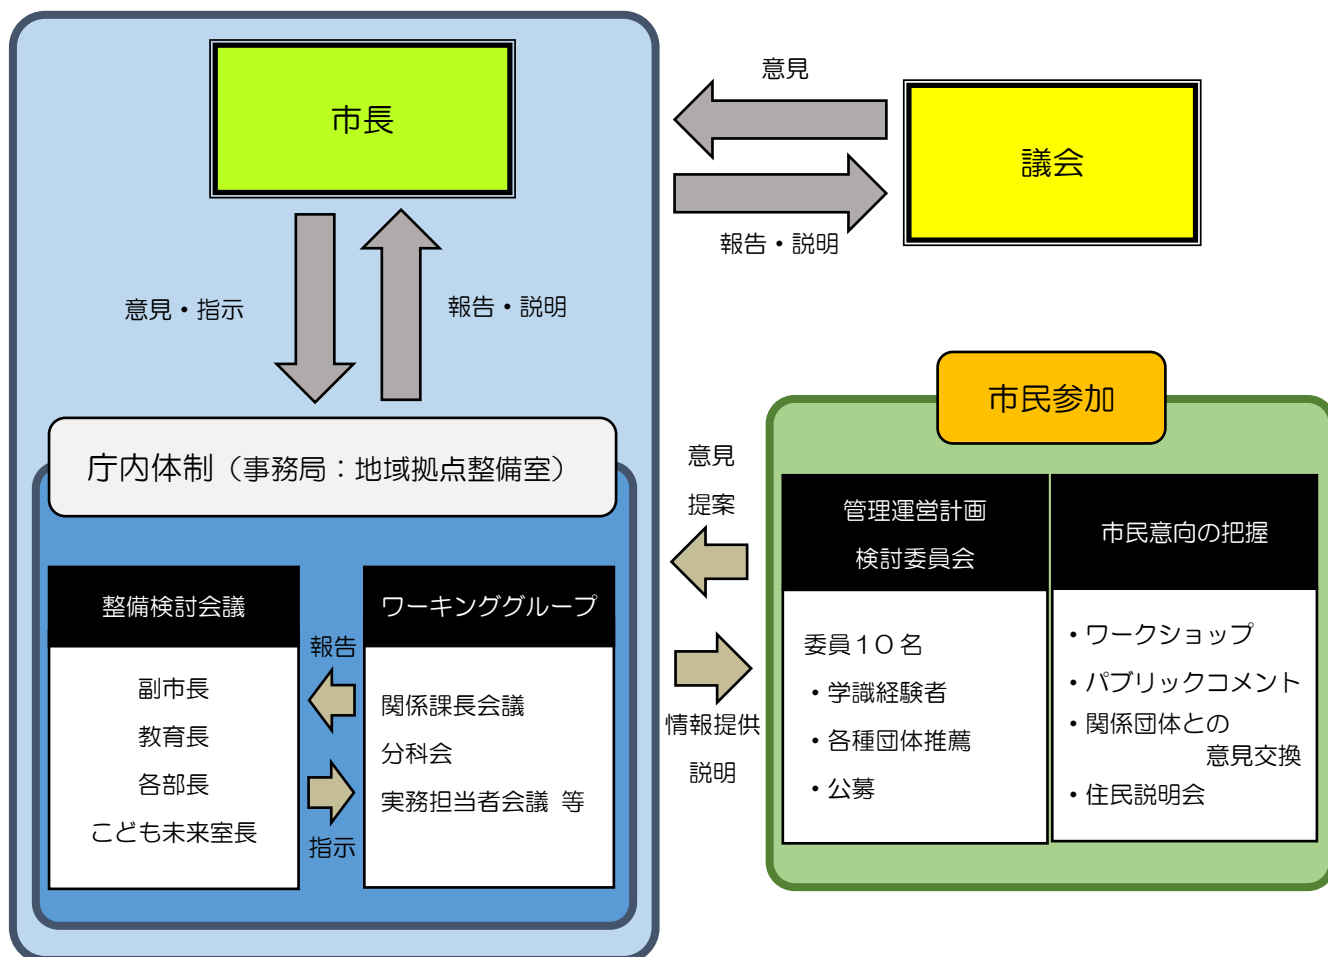 市長
意見
議会
報告・説明
意見・指示
報告・説明
庁内体制（事務局：地域拠点整備室）
整備検討会議
副市長
教育長
各部長
こども未来室長
報告
指示
ワーキンググループ
関係課長会議
分科会
実務担当者会議 等
意見
提案
情報提供
説明
市民参加
管理運営計画
検討委員会
委員１０名
・学識経験者
・各種団体推薦
・公募
市民意向の把握
・ワークショップ
・パブリックコメント
・関係団体との
意見交換
・住民説明会